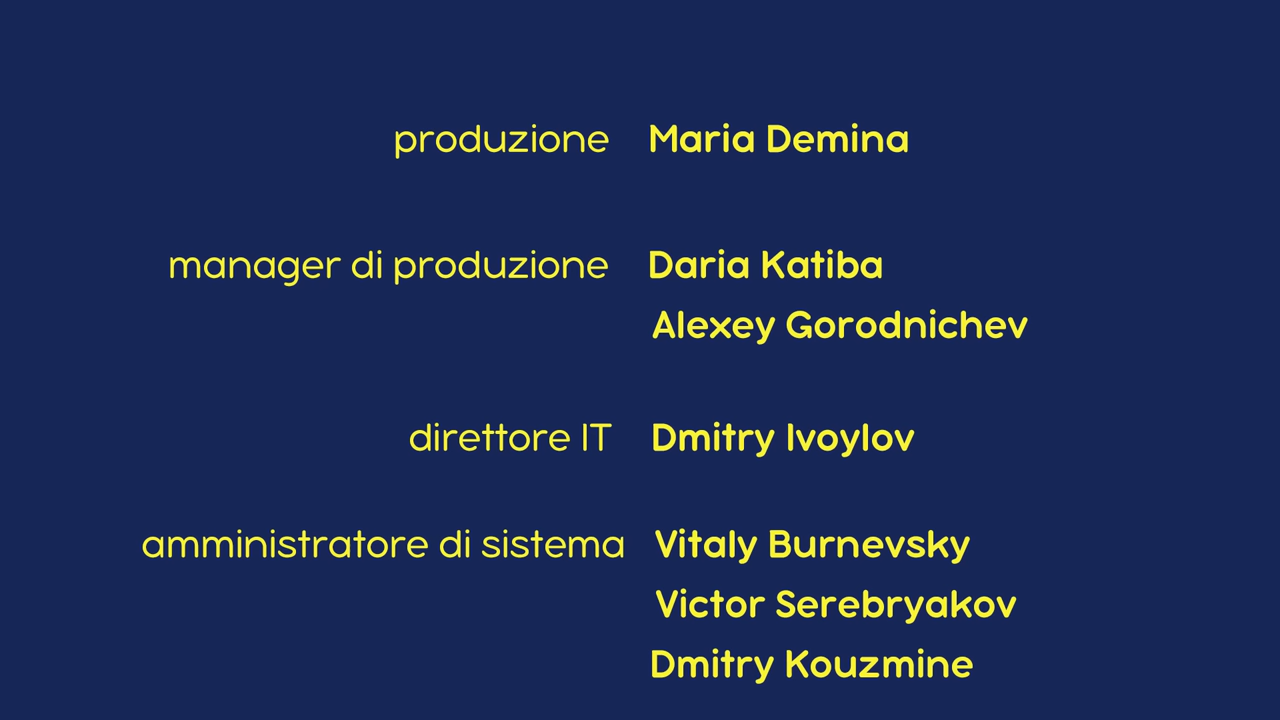 produzione Maria Demina
manager di produzione Daria Katiba
Alexey Gorodnichev
direttore IT Dmitry Ivoylov
amministratore di sistema Vitaly Burnevsky
Victor Serebryakov
Dmitry Kouzmine